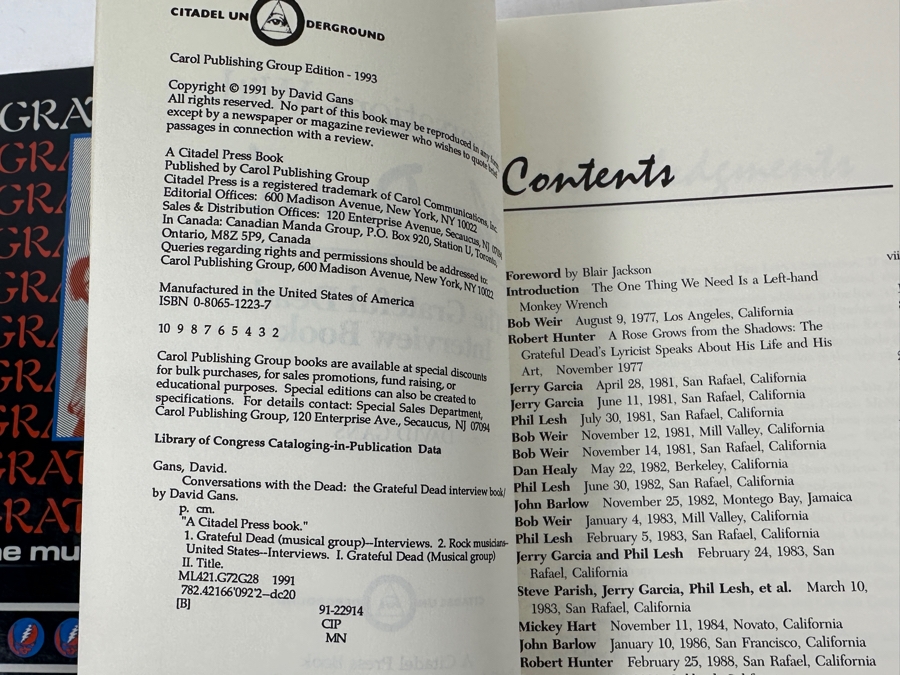 CITADEL UNDERGROUND
Carol Publishing Group Edition - 1993
Copyright © 1991 by David Gans
All rights reserved. No part of this book may be reproduced in any form,
except by a newspaper or magazine reviewer who wishes to quote brief
passages in connection with a review.
A Citadel Press Book
Published by Carol Publishing Group
Citadel Press is a registered trademark of Carol Communications, Inc.
Editorial Offices: 600 Madison Avenue, New York, NY 10022
Sales & Distribution Offices: 120 Enterprise Avenue, Secaucus, NJ 07094
In Canada: Canadian Manda Group, P.O. Box 920, Station U, Toronto,
Ontario, M8Z 5P9, Canada
Queries regarding rights and permissions should be addressed to:
Carol Publishing Group, 600 Madison Avenue, New York, NY 10022
Manufactured in the United States of America
ISBN 0-8065-1223-7
10 9 8 7 6 5 4 3 2
Carol Publishing Group books are available at special discounts
for bulk purchases, for sales promotions, fund raising, or
educational purposes. Special editions can also be created to
specifications. For details contact: Special Sales Department,
Carol Publishing Group, 120 Enterprise Ave., Secaucus, NJ 07094
Library of Congress Cataloging-in-Publication Data
Gans, David.
Conversations with the Dead: the Grateful Dead interview book/
by David Gans.
p. cm.
"A Citadel Press book."
1. Grateful Dead (musical group)--Interviews. 2. Rock musicians-
United States--Interviews. I. Grateful Dead (Musical group)
II. Title.
ML421.G72G28 1991
782.42166'092'2--dc20
[B]
91-22914
CIP
MN
Contents
vii
Foreword by Blair Jackson
Introduction The One Thing We Need Is a Left-hand
Monkey Wrench
Bob Weir August 9, 1977, Los Angeles, California
Robert Hunter A Rose Grows from the Shadows: The
Grateful Dead's Lyricist Speaks About His Life and His
Art, November 1977
Jerry Garcia April 28, 1981, San Rafael, California
Jerry Garcia June 11, 1981, San Rafael, California
Phil Lesh July 30, 1981, San Rafael, California
Bob Weir November 12, 1981, Mill Valley, California
Bob Weir November 14, 1981, San Rafael, California
Dan Healy May 22, 1982, Berkeley, California
Phil Lesh June 30, 1982, San Rafael, California
John Barlow November 25, 1982, Montego Bay, Jamaica
Bob Weir January 4, 1983, Mill Valley, California
Phil Lesh February 5, 1983, San Rafael, California
Jerry Garcia and Phil Lesh February 24, 1983, San
Rafael, California
Steve Parish, Jerry Garcia, Phil Lesh, et al. March 10,
1983, San Rafael, California
Mickey Hart November 11, 1984, Novato, California
John Barlow January 10, 1986, San Francisco, California
Robert Hunter February 25, 1988, San Rafael, California
GRAT
GRA
GRA
GRA
GRA
GRA
GRA
GRA
GRAT
GRAT
he mu